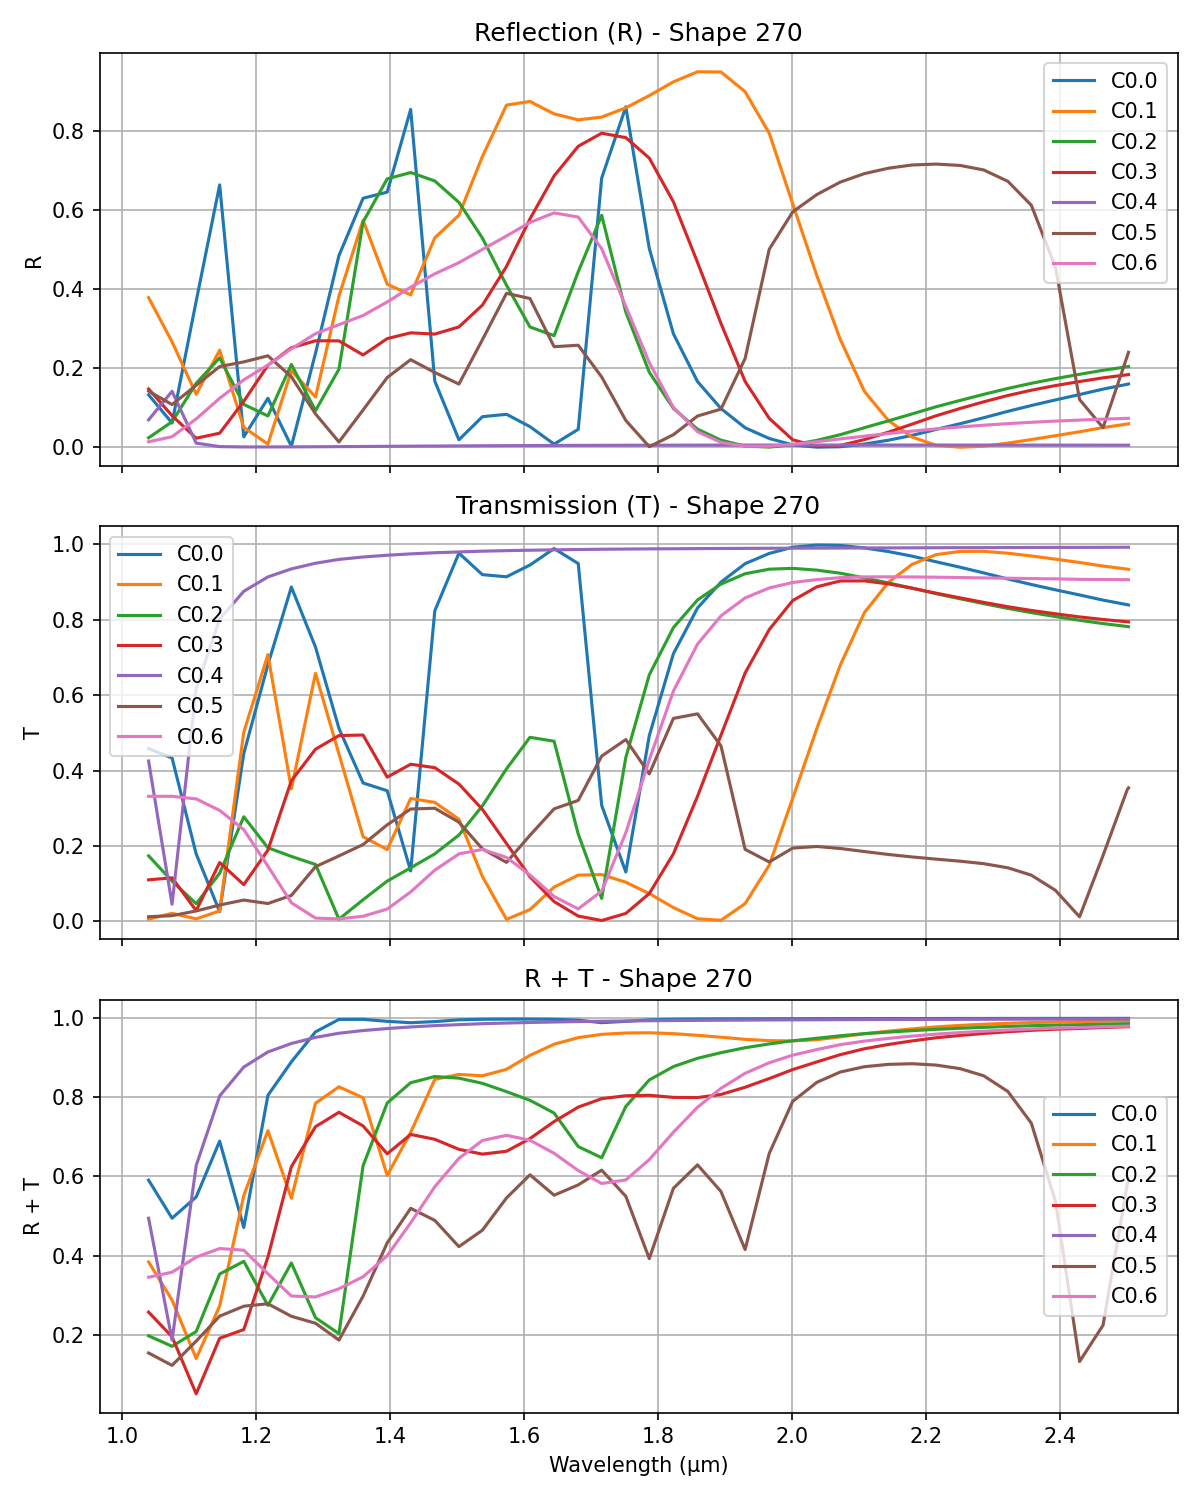 Reflection (R) - Shape 270
R
0.8
0.6
0.4
0.2
0.0
C0.0
C0.1
C0.2
C0.3
C0.4
C0.5
C0.6
Transmission (T) - Shape 270
T
1.0
0.8
0.6
0.4
0.2
0.0
C0.0
C0.1
C0.2
C0.3
C0.4
C0.5
C0.6
R + T - Shape 270
R + T
1.0
0.8
0.6
0.4
0.2
C0.0
C0.1
C0.2
C0.3
C0.4
C0.5
C0.6
1.0 1.2 1.4 1.6 1.8 2.0 2.2 2.4
Wavelength (μm)